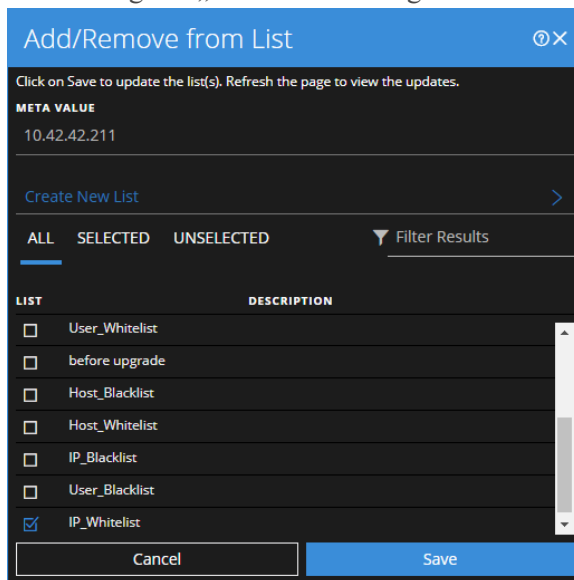 Add/Remove from List
Click on Save to update the list(s). Refresh the page to view the updates.
META VALUE
10.42.42.211
Create New List
ALL SELECTED UNSELECTED Filter Results
LIST DESCRIPTION
User_Whitelist
before upgrade
Host_Blacklist
Host_Whitelist
IP_Blacklist
User_Blacklist
IP_Whitelist
Cancel Save